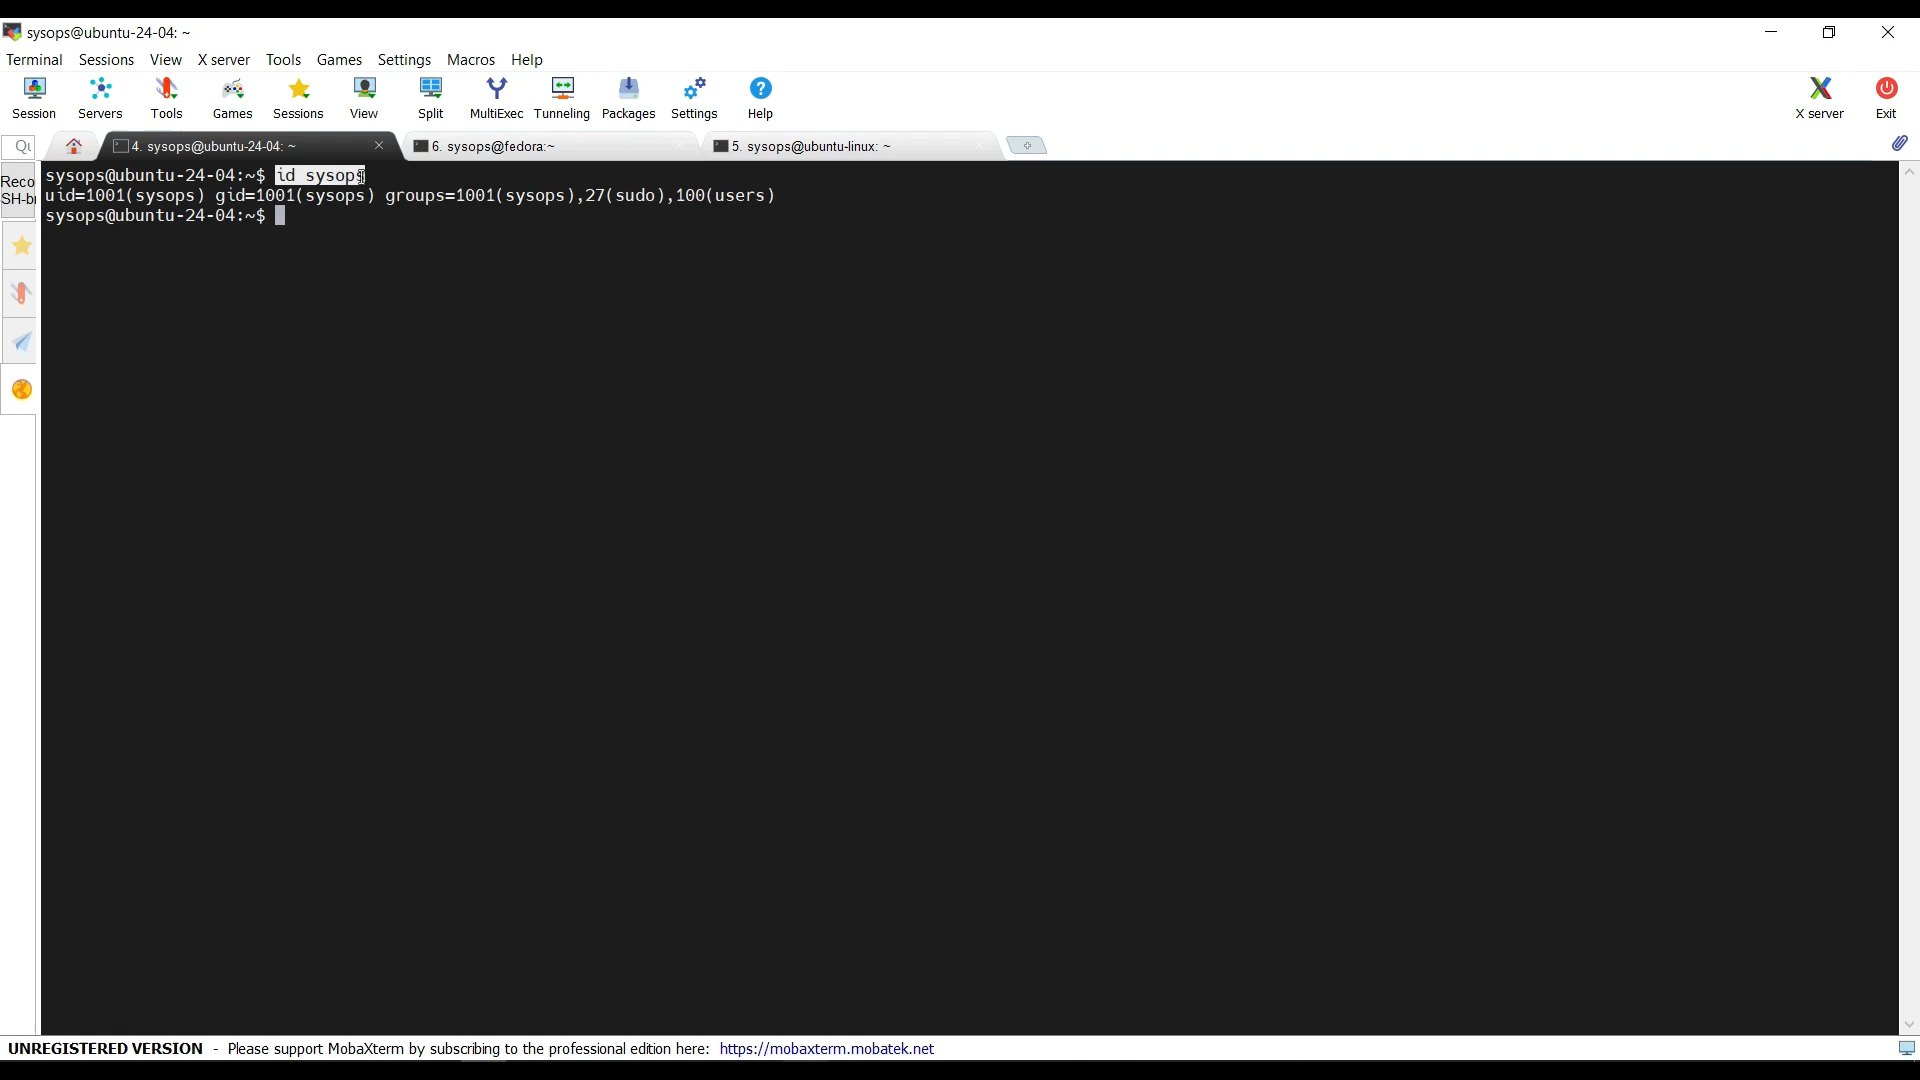 sysops@ubuntu-24-04: ~
Terminal Sessions View X server Tools Games Settings Macros Help
Session Servers Tools Games Sessions View Split MultiExec Tunneling Packages Settings Help X server Exit
4. sysops@ubuntu-24-04: ~ 6. sysops@fedora:~ 5. sysops@ubuntu-linux: ~
sysops@ubuntu-24-04:~$ id sysops
uid=1001(sysops) gid=1001(sysops) groups=1001(sysops),27(sudo),100(users)
sysops@ubuntu-24-04:~$
UNREGISTERED VERSION - Please support MobaXterm by subscribing to the professional edition here: https://mobaxterm.mobatek.net